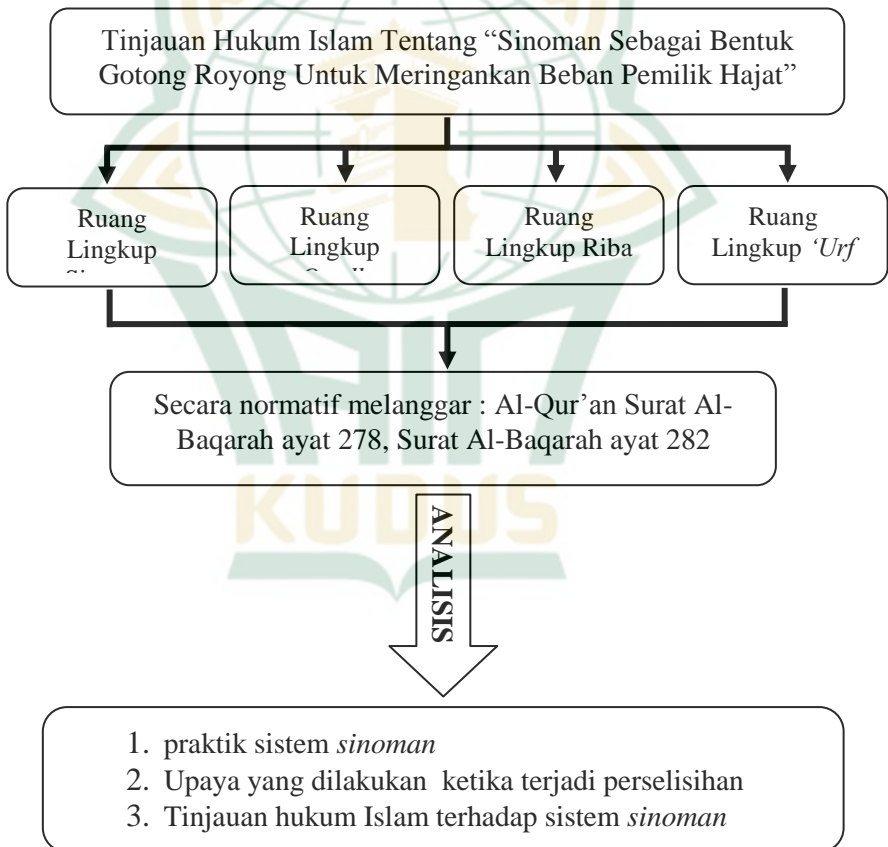 Tinjauan Hukum Islam Tentang “Sinoman Sebagai Bentuk
Gotong Royong Untuk Meringankan Beban Pemilik Hajat”
Ruang
Lingkup
Ruang
Lingkup
Ruang
Lingkup Riba
Ruang
Lingkup ‘Urf
Secara normatif melanggar : Al-Qur’an Surat Al-
Baqarah ayat 278, Surat Al-Baqarah ayat 282
KUDUS
ANALISIS
1. praktik sistem sinoman
2. Upaya yang dilakukan ketika terjadi perselisihan
3. Tinjauan hukum Islam terhadap sistem sinoman